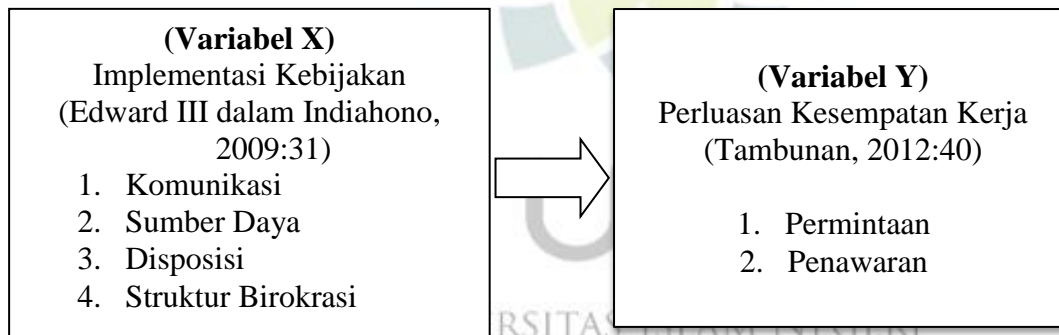 (Variabel X)
Implementasi Kebijakan
(Edward III dalam Indiahono,
2009:31)
1. Komunikasi
2. Sumber Daya
3. Disposisi
4. Struktur Birokrasi
(Variabel Y)
Perluasan Kesempatan Kerja
(Tambunan, 2012:40)
1. Permintaan
2. Penawaran